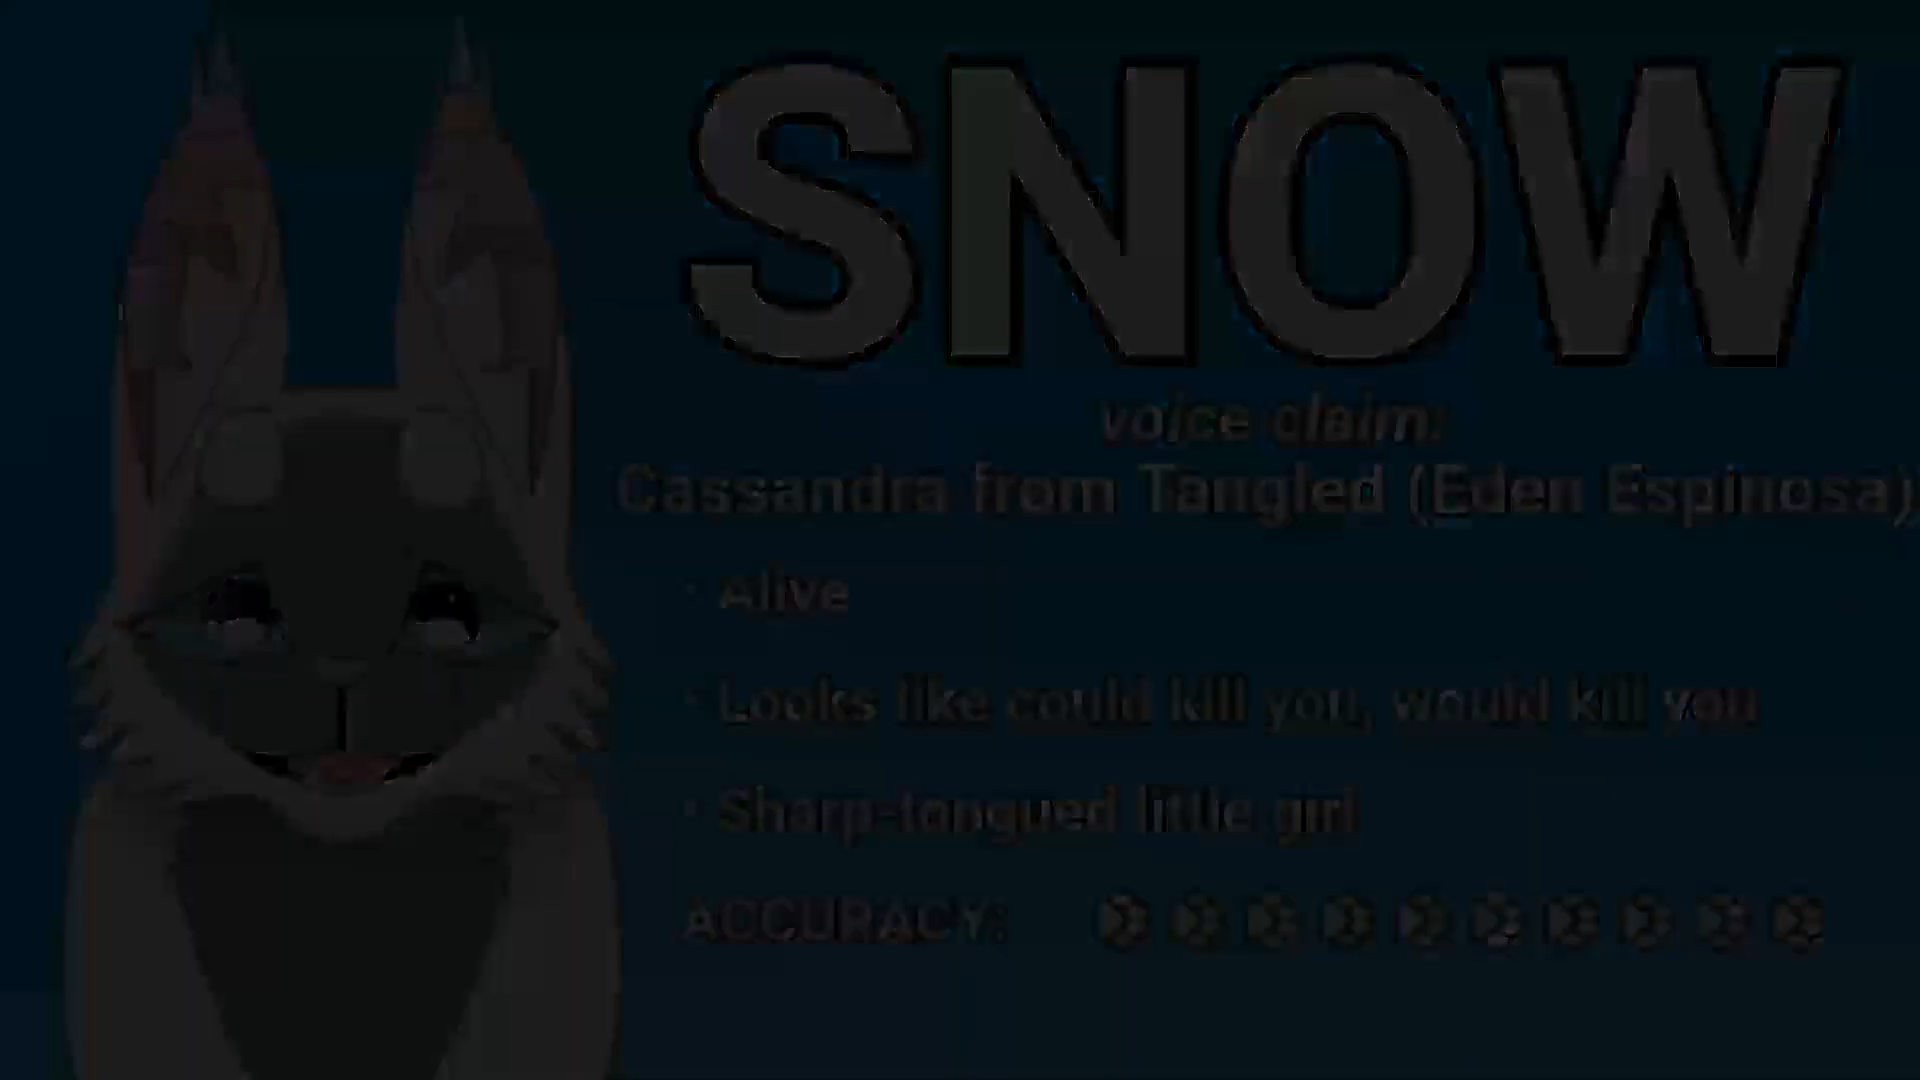 SNOW
voice claim:
Cassandra from Tangled (Eden Espinosa)
· Alive
· Looks like could kill you, would kill you
· Sharp-tongued little girl
ACCURACY: